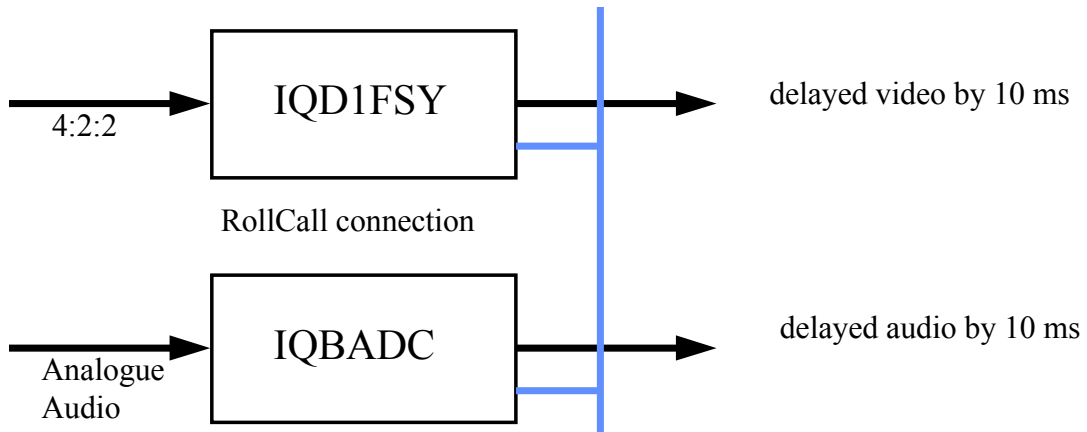 IQD1FSY
delayed video by 10 ms
4:2:2
RollCall connection
IQBADC
delayed audio by 10 ms
Analogue
Audio